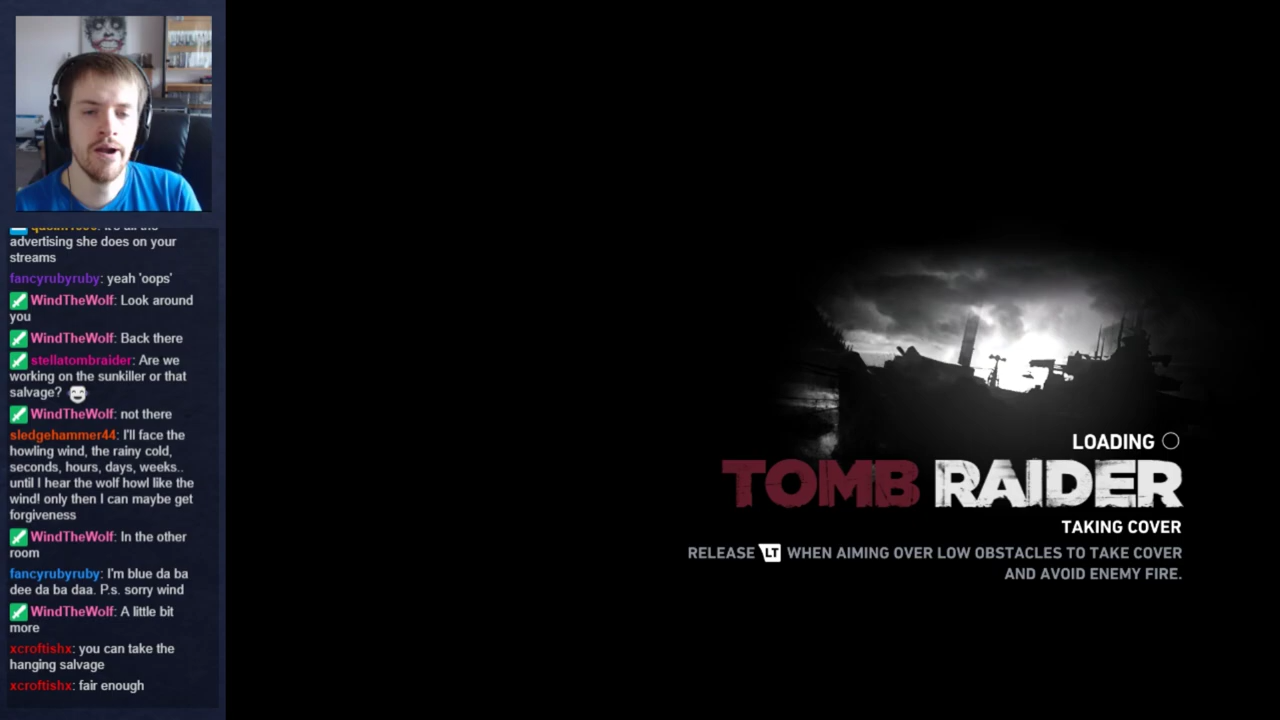 advertising she does on your
streams
fancyrubyruby: yeah 'oops'
WindTheWolf: Look around
you
WindTheWolf: Back there
stellatombraider: Are we
working on the sunkiller or that
salvage?
WindTheWolf: not there
sledgehammer44: I'll face the
howling wind, the rainy cold,
seconds, hours, days, weeks..
until I hear the wolf howl like the
wind! only then I can maybe get
forgiveness
WindTheWolf: In the other
room
fancyrubyruby: I'm blue da ba
dee da ba daa. P.s. sorry wind
WindTheWolf: A little bit
more
xcroftishx: you can take the
hanging salvage
xcroftishx: fair enough
LOADING
TOMB RAIDER
TAKING COVER
RELEASE LT WHEN AIMING OVER LOW OBSTACLES TO TAKE COVER
AND AVOID ENEMY FIRE.